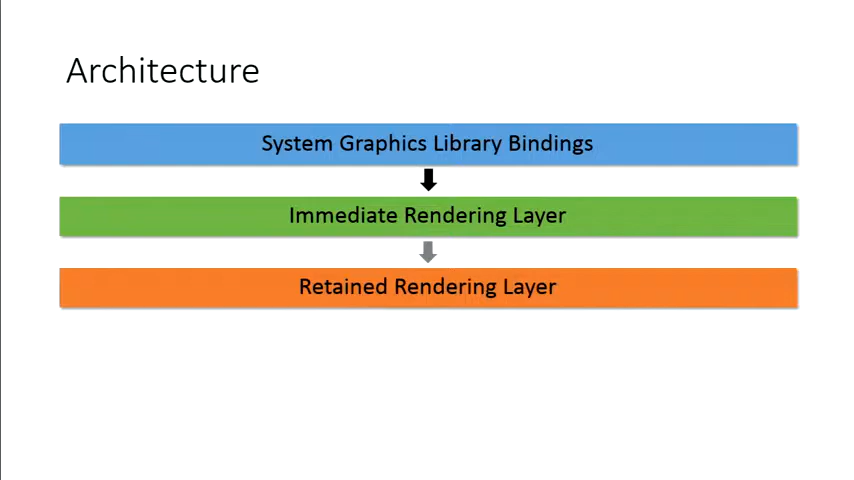 Architecture
System Graphics Library Bindings
Immediate Rendering Layer
Retained Rendering Layer